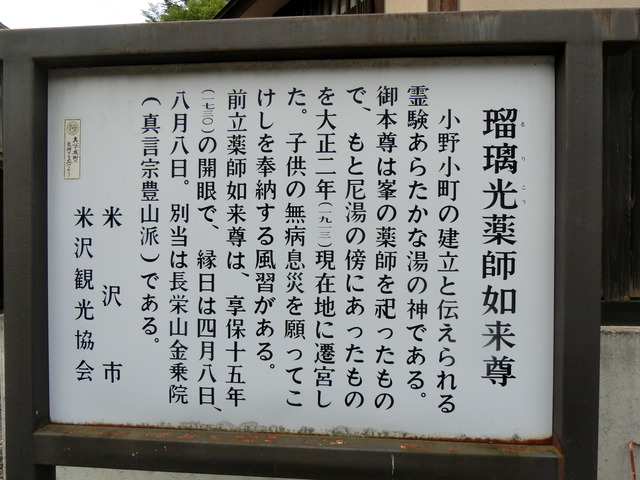 瑠璃光薬師如来尊
るりこう
小野小町の建立と伝えられる
霊験あらたかな湯の神である。
御本尊は峯の薬師を祀ったもの
で、もと尼湯の傍にあったもの
を大正二年(一九一三)現在地に遷宮し
た。子供の無病息災を願ってこ
けしを奉納する風習がある。
前立薬師如来尊は、享保十五年
(一七三〇)の開眼で、縁日は四月八日、
八月八日。別当は長栄山金乗院
(真言宗豊山派)である。
米沢市
米沢観光協会